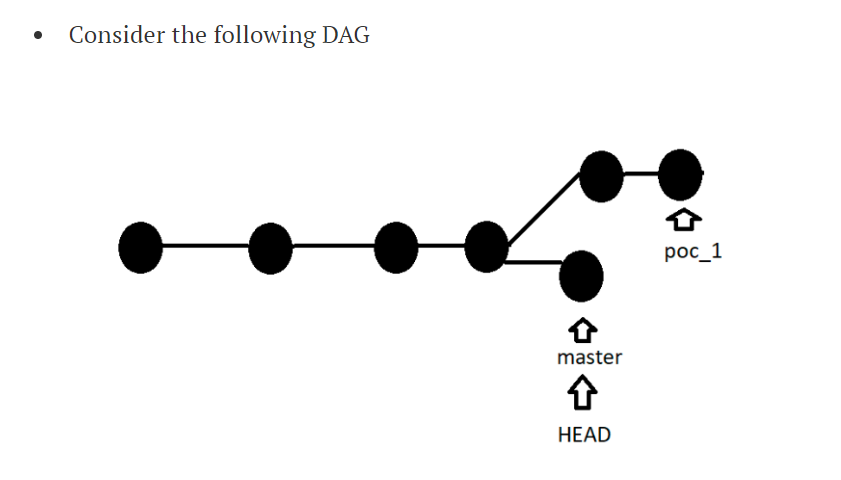 • Consider the following DAG
poc_1
master
HEAD